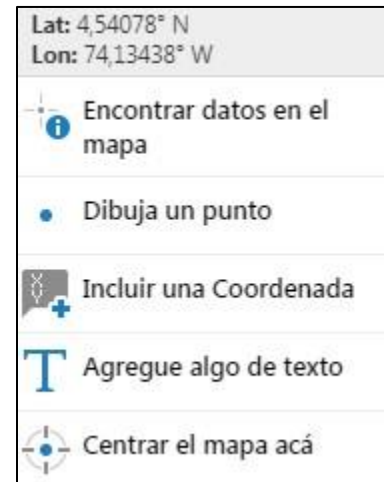 Lat: 4,54078° N
Lon: 74,13438° W
Encontrar datos en el
mapa
Dibuja un punto
Incluir una Coordenada
Agregue algo de texto
Centrar el mapa acá